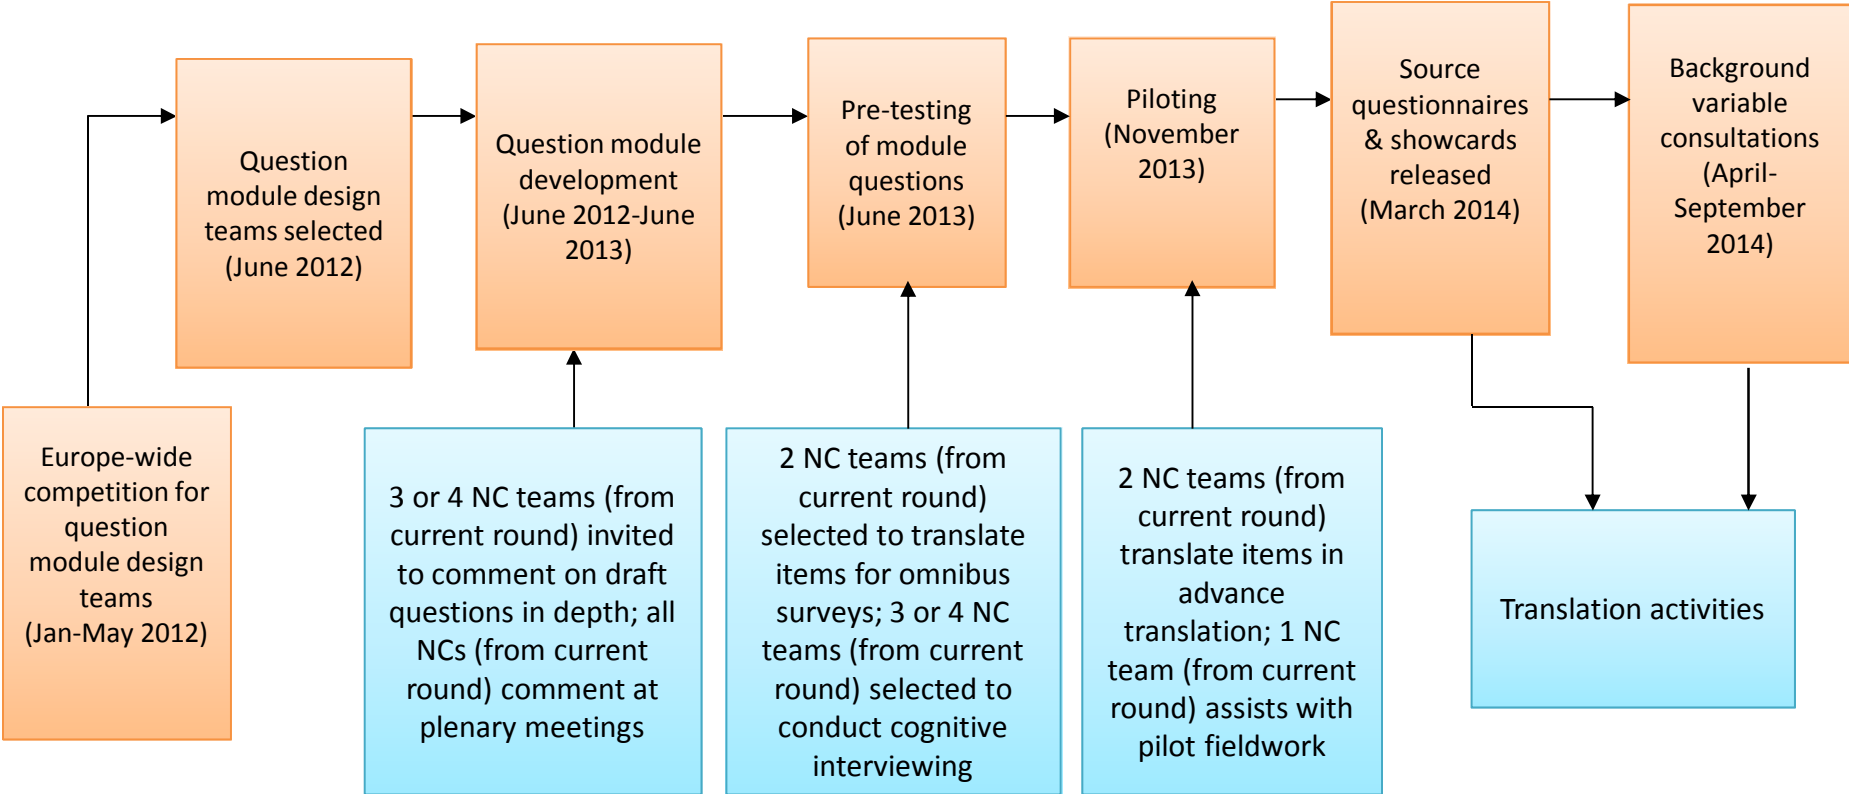 Europe-wide
competition for
question
module design
teams
(Jan-May 2012)
Question
module design
teams selected
(June 2012)
Question module
development
(June 2012-June
2013)
Pre-testing
of module
questions
(June 2013)
Piloting
(November
2013)
Source
questionnaires
& showcards
released
(March 2014)
Background
variable
consultations
(April-
September
2014)
3 or 4 NC teams (from
current round) invited
to comment on draft
questions in depth; all
NCs (from current
round) comment at
plenary meetings
2 NC teams (from
current round)
selected to translate
items for omnibus
surveys; 3 or 4 NC
teams (from current
round) selected to
conduct cognitive
interviewing
2 NC teams (from
current round)
translate items in
advance
translation; 1 NC
team (from current
round) assists with
pilot fieldwork
Translation activities